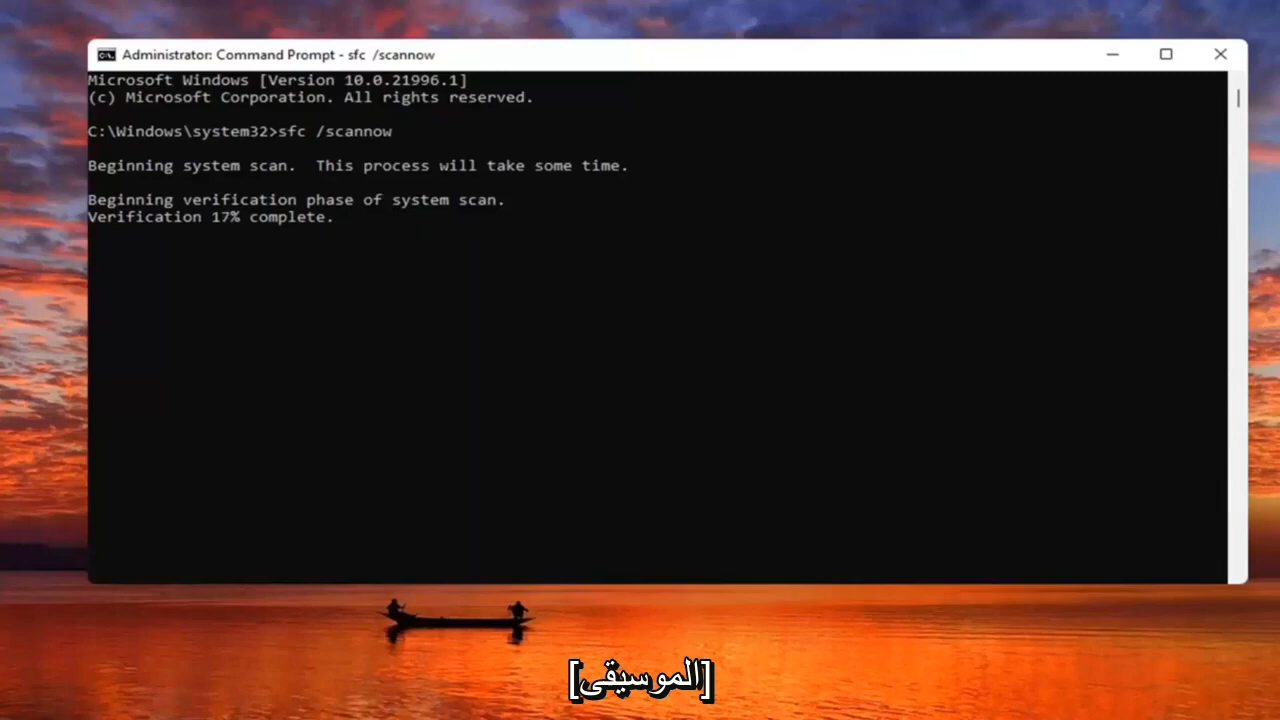 Administrator: Command Prompt - sfc /scannow
Microsoft Windows [Version 10.0.21996.1]
(c) Microsoft Corporation. All rights reserved.
C:\Windows\system32>sfc /scannow
Beginning system scan.  This process will take some time.
Beginning verification phase of system scan.
Verification 17% complete.
[الموسيقى]